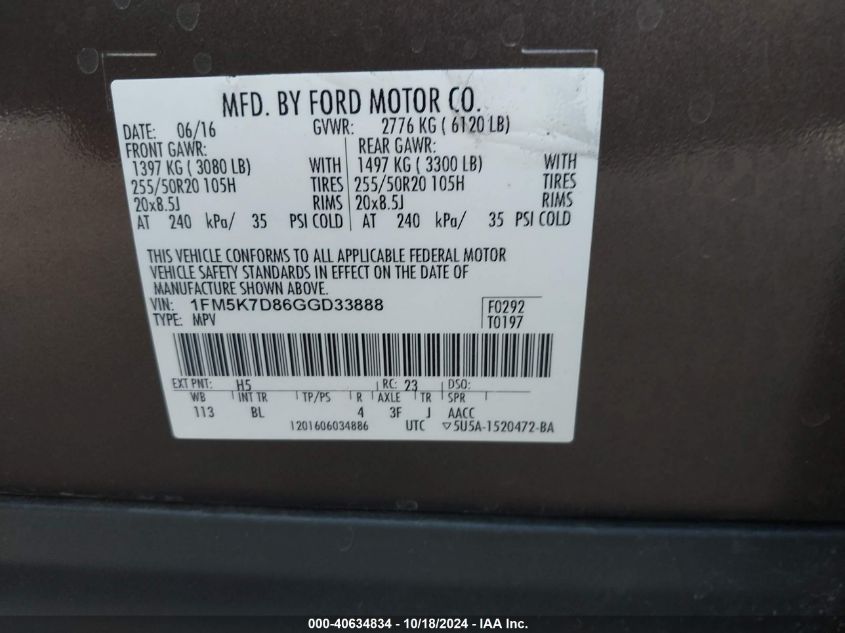 MFD. BY FORD MOTOR CO.
DATE: 06/16 GVWR: 2776 KG ( 6120 LB)
FRONT GAWR: REAR GAWR:
1397 KG ( 3080 LB) WITH 1497 KG ( 3300 LB) WITH
255/50R20 105H TIRES 255/50R20 105H TIRES
20x8.5J RIMS 20x8.5J RIMS
AT 240 kPa/ 35 PSI COLD AT 240 kPa/ 35 PSI COLD
THIS VEHICLE CONFORMS TO ALL APPLICABLE FEDERAL MOTOR
VEHICLE SAFETY STANDARDS IN EFFECT ON THE DATE OF
MANUFACTURE SHOWN ABOVE.
VIN: 1FM5K7D86GGD33888 F0292
TYPE: MPV T0197
EXT PNT: H5 RC: 23 DSO:
WB INT TR TP/PS R AXLE TR SPR
113 BL 4 3F J AACC
1201606034886 UTC ▽5U5A-1520472-BA
000-40634834 - 10/18/2024 - IAA Inc.